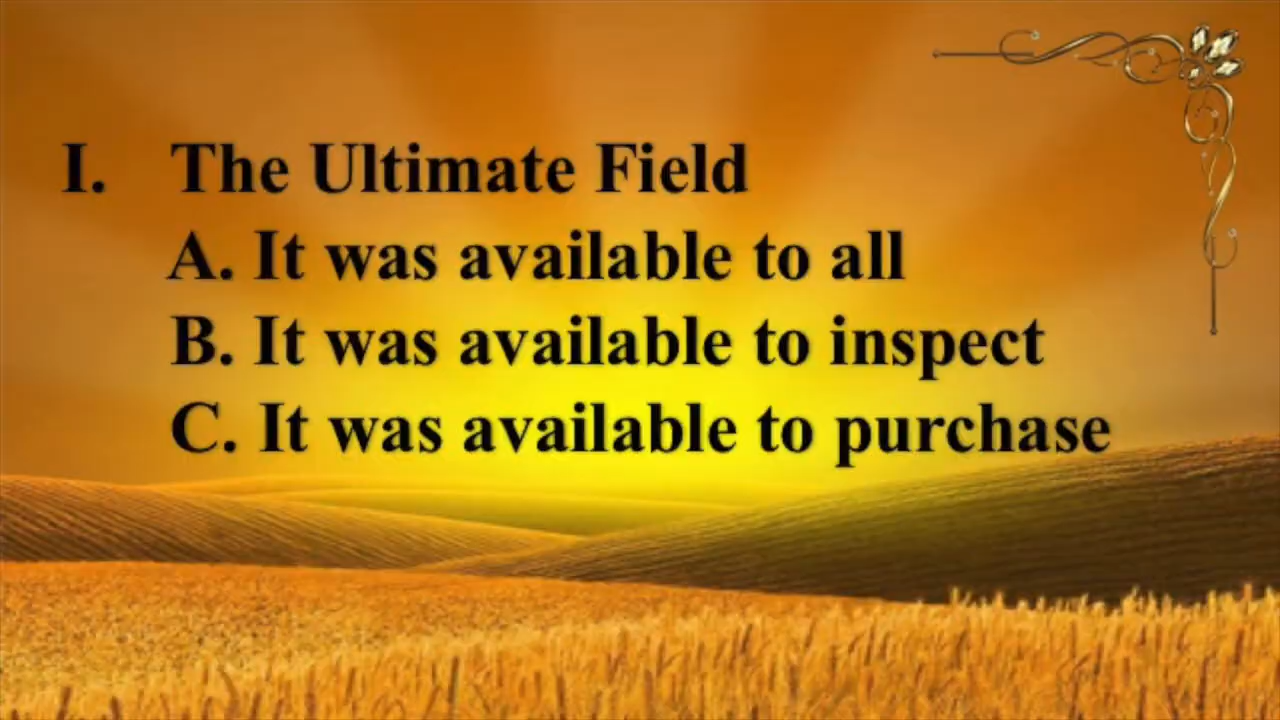 I. The Ultimate Field
A. It was available to all
B. It was available to inspect
C. It was available to purchase